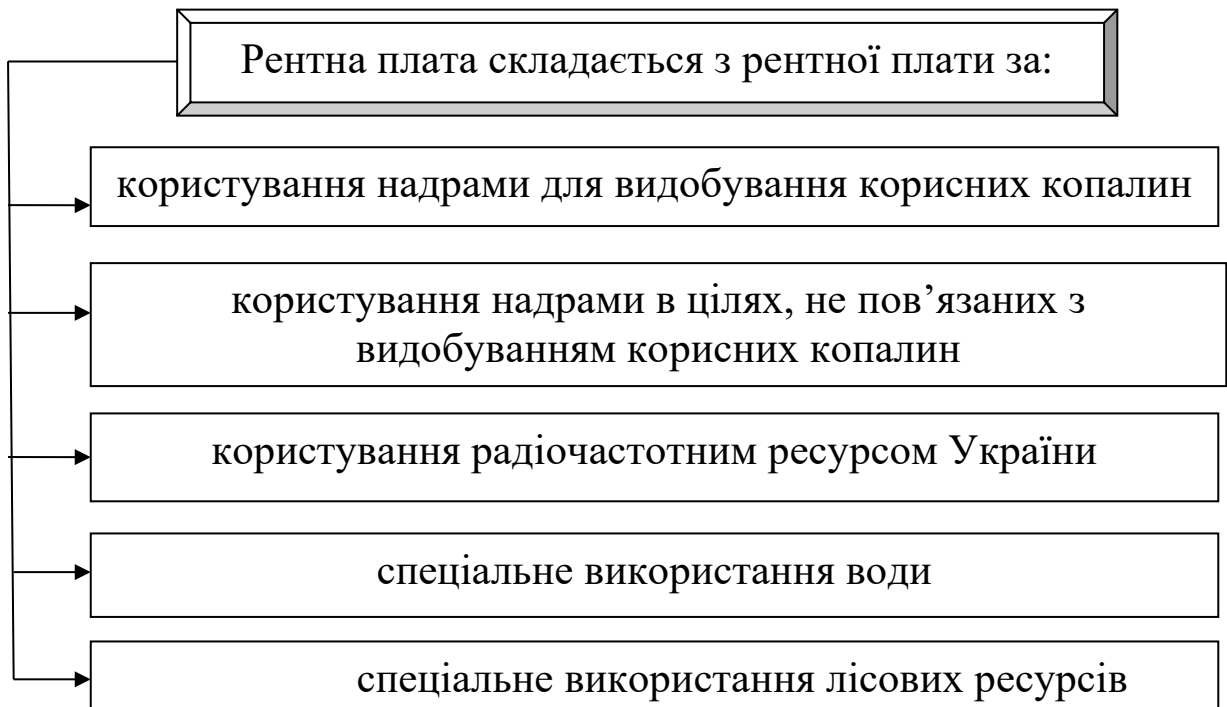 Рентна плата складається з рентної плати за:
користування надрами для видобування корисних копалин
користування надрами в цілях, не пов’язаних з
видобуванням корисних копалин
користування радіочастотним ресурсом України
спеціальне використання води
спеціальне використання лісових ресурсів